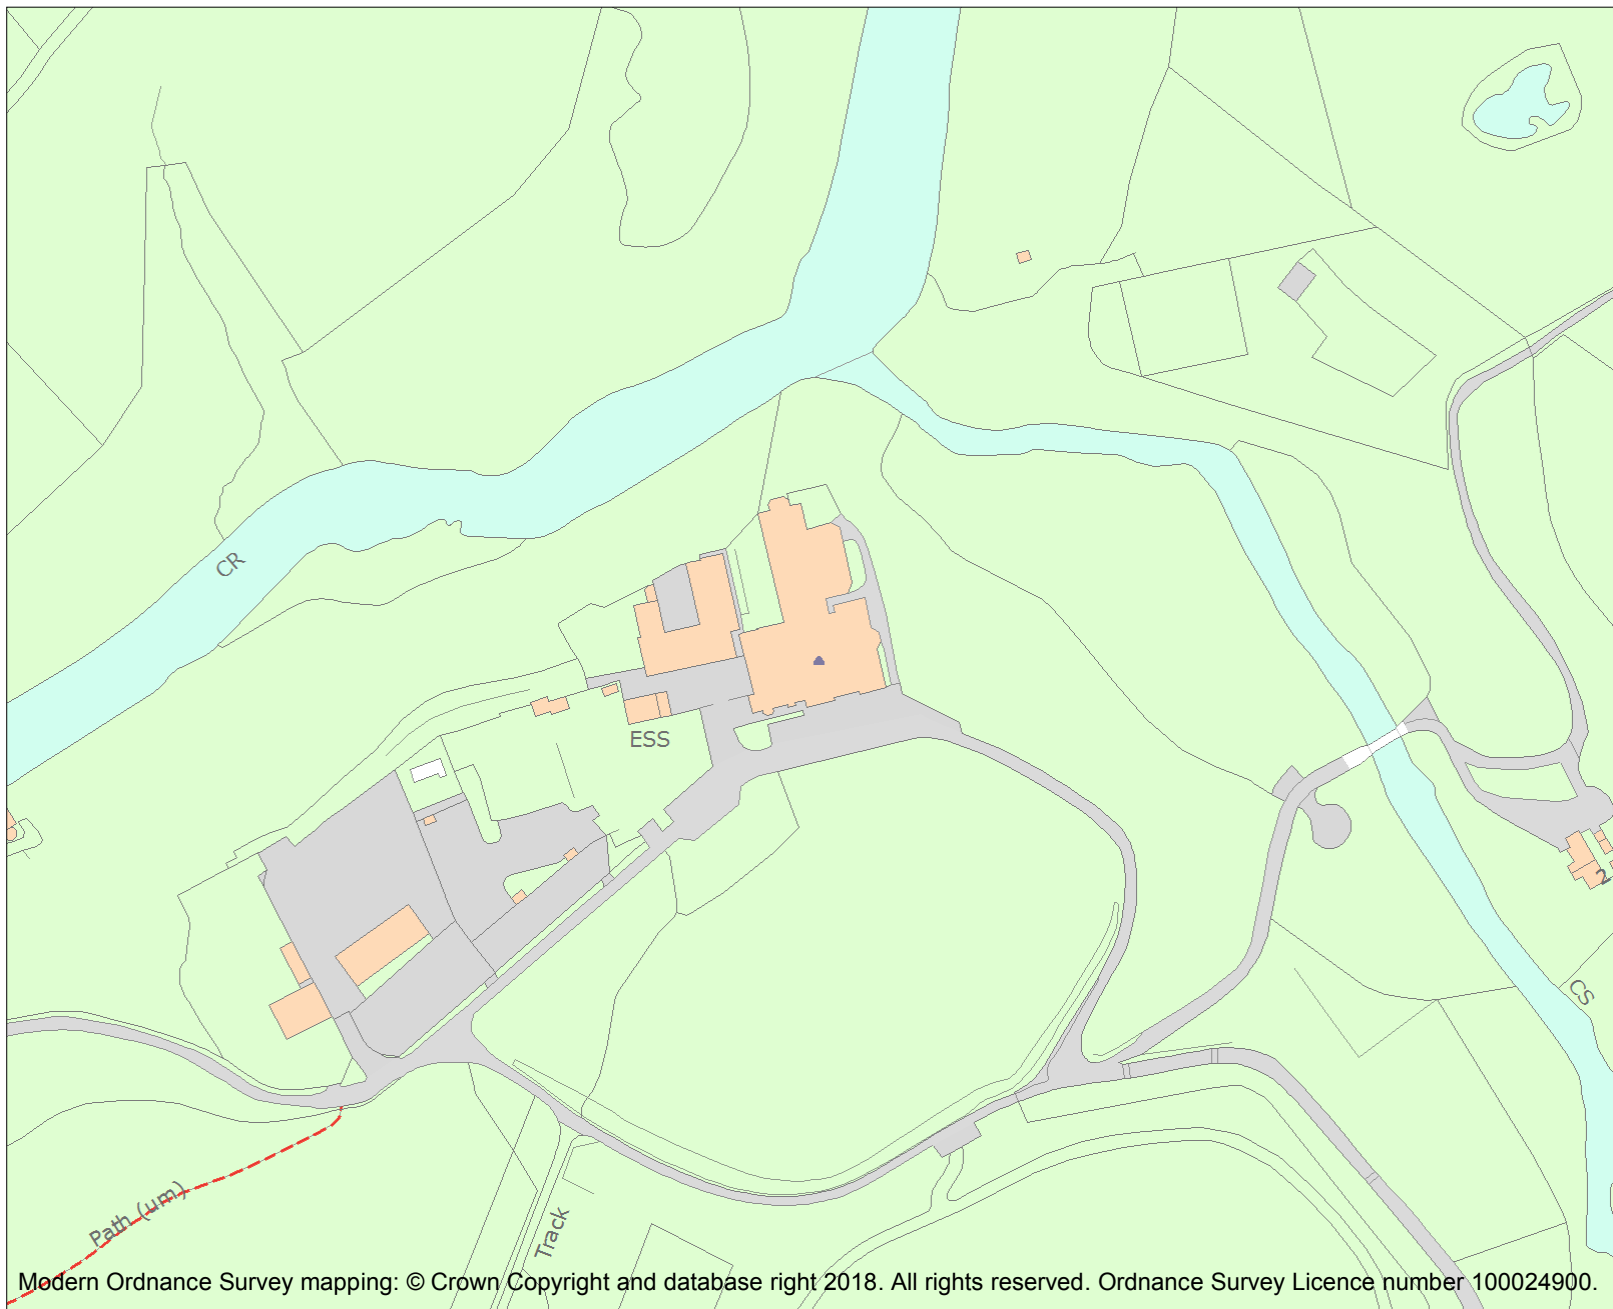 CR
ESS
2
CS
Path (um)
Track
Modern Ordnance Survey mapping: © Crown Copyright and database right 2018. All rights reserved. Ordnance Survey Licence number 100024900.